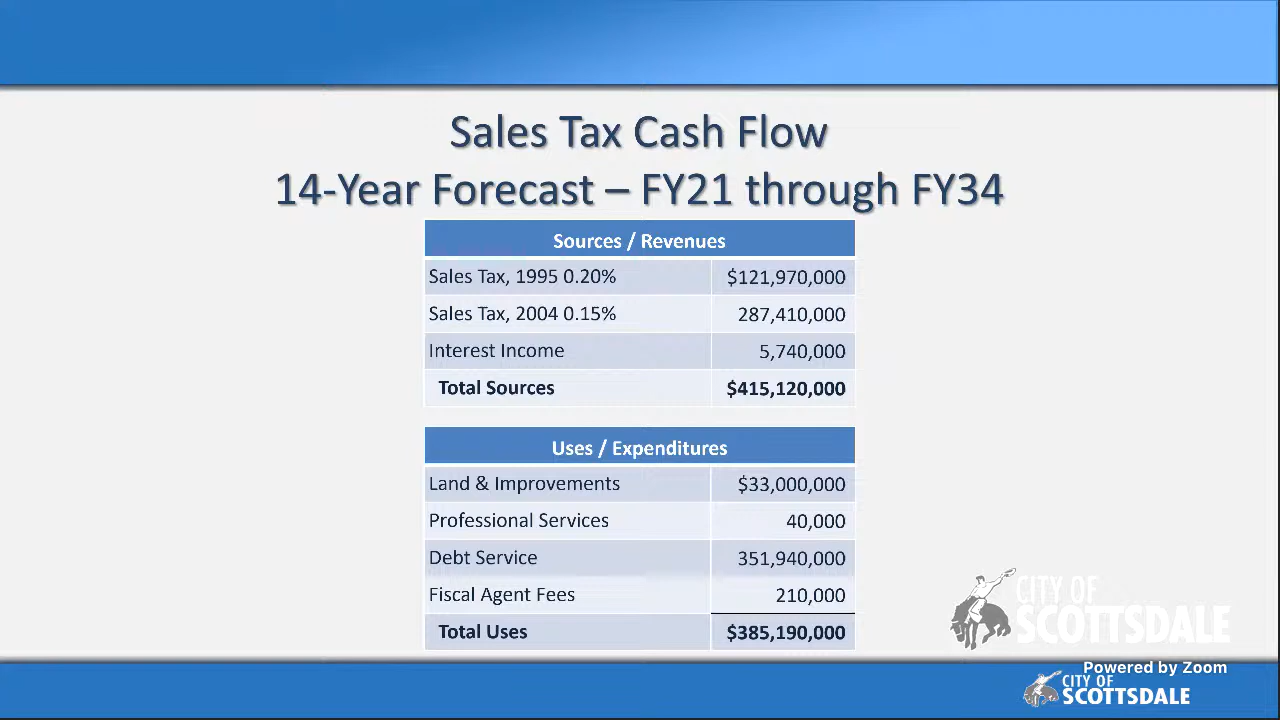 Sales Tax Cash Flow
14-Year Forecast – FY21 through FY34
Sources / Revenues
Sales Tax, 1995 0.20% $121,970,000
Sales Tax, 2004 0.15% 287,410,000
Interest Income 5,740,000
Total Sources $415,120,000
Uses / Expenditures
Land & Improvements $33,000,000
Professional Services 40,000
Debt Service 351,940,000
Fiscal Agent Fees 210,000
Total Uses $385,190,000
CITY OF
SCOTTSDALE
Powered by Zoom
CITY OF
SCOTTSDALE